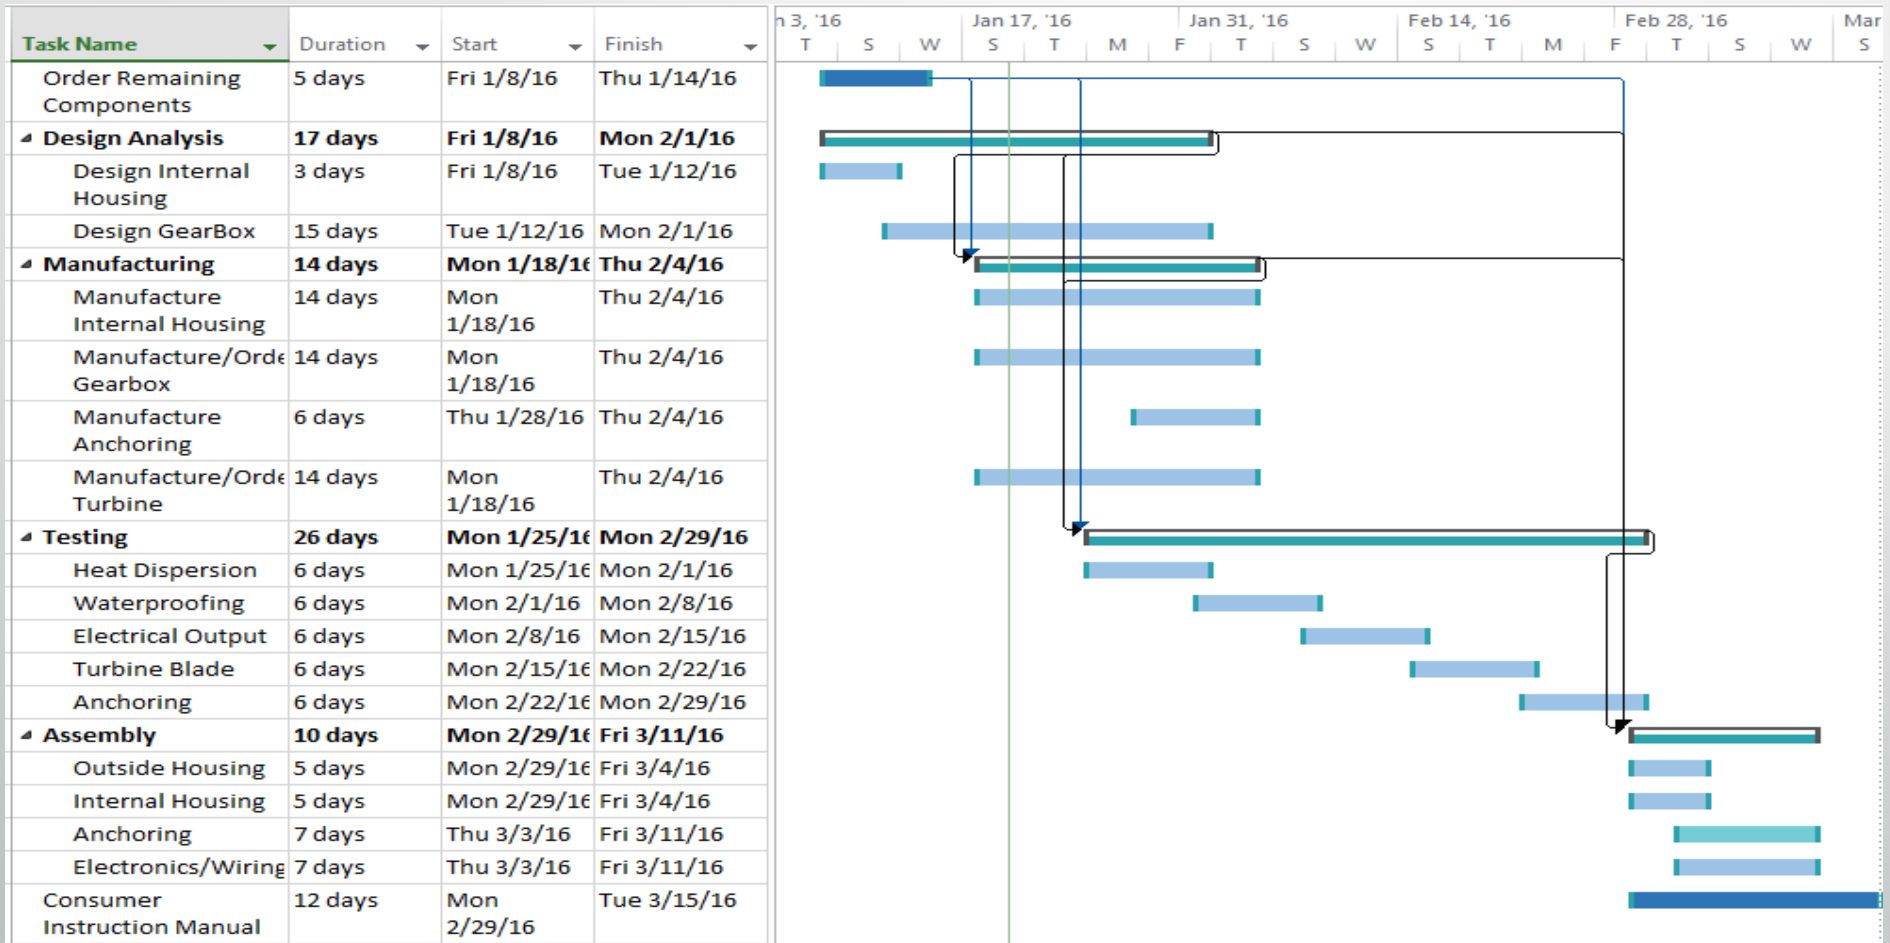 n 3, '16 Jan 17, '16 Jan 31, '16 Feb 14, '16 Feb 28, '16 Mar
Task Name Duration Start Finish T S W S T M F T S W S T M F T S W S
Order Remaining 5 days Fri 1/8/16 Thu 1/14/16
Components
Design Analysis 17 days Fri 1/8/16 Mon 2/1/16
Design Internal 3 days Fri 1/8/16 Tue 1/12/16
Housing
Design GearBox 15 days Tue 1/12/16 Mon 2/1/16
Manufacturing 14 days Mon 1/18/16 Thu 2/4/16
Manufacture 14 days Mon Thu 2/4/16
Internal Housing 1/18/16
Manufacture/Orde 14 days Mon Thu 2/4/16
Gearbox 1/18/16
Manufacture 6 days Thu 1/28/16 Thu 2/4/16
Anchoring
Manufacture/Orde 14 days Mon Thu 2/4/16
Turbine 1/18/16
Testing 26 days Mon 1/25/16 Mon 2/29/16
Heat Dispersion 6 days Mon 1/25/16 Mon 2/1/16
Waterproofing 6 days Mon 2/1/16 Mon 2/8/16
Electrical Output 6 days Mon 2/8/16 Mon 2/15/16
Turbine Blade 6 days Mon 2/15/16 Mon 2/22/16
Anchoring 6 days Mon 2/22/16 Mon 2/29/16
Assembly 10 days Mon 2/29/16 Fri 3/11/16
Outside Housing 5 days Mon 2/29/16 Fri 3/4/16
Internal Housing 5 days Mon 2/29/16 Fri 3/4/16
Anchoring 7 days Thu 3/3/16 Fri 3/11/16
Electronics/Wiring 7 days Thu 3/3/16 Fri 3/11/16
Consumer 12 days Mon Tue 3/15/16
Instruction Manual 2/29/16